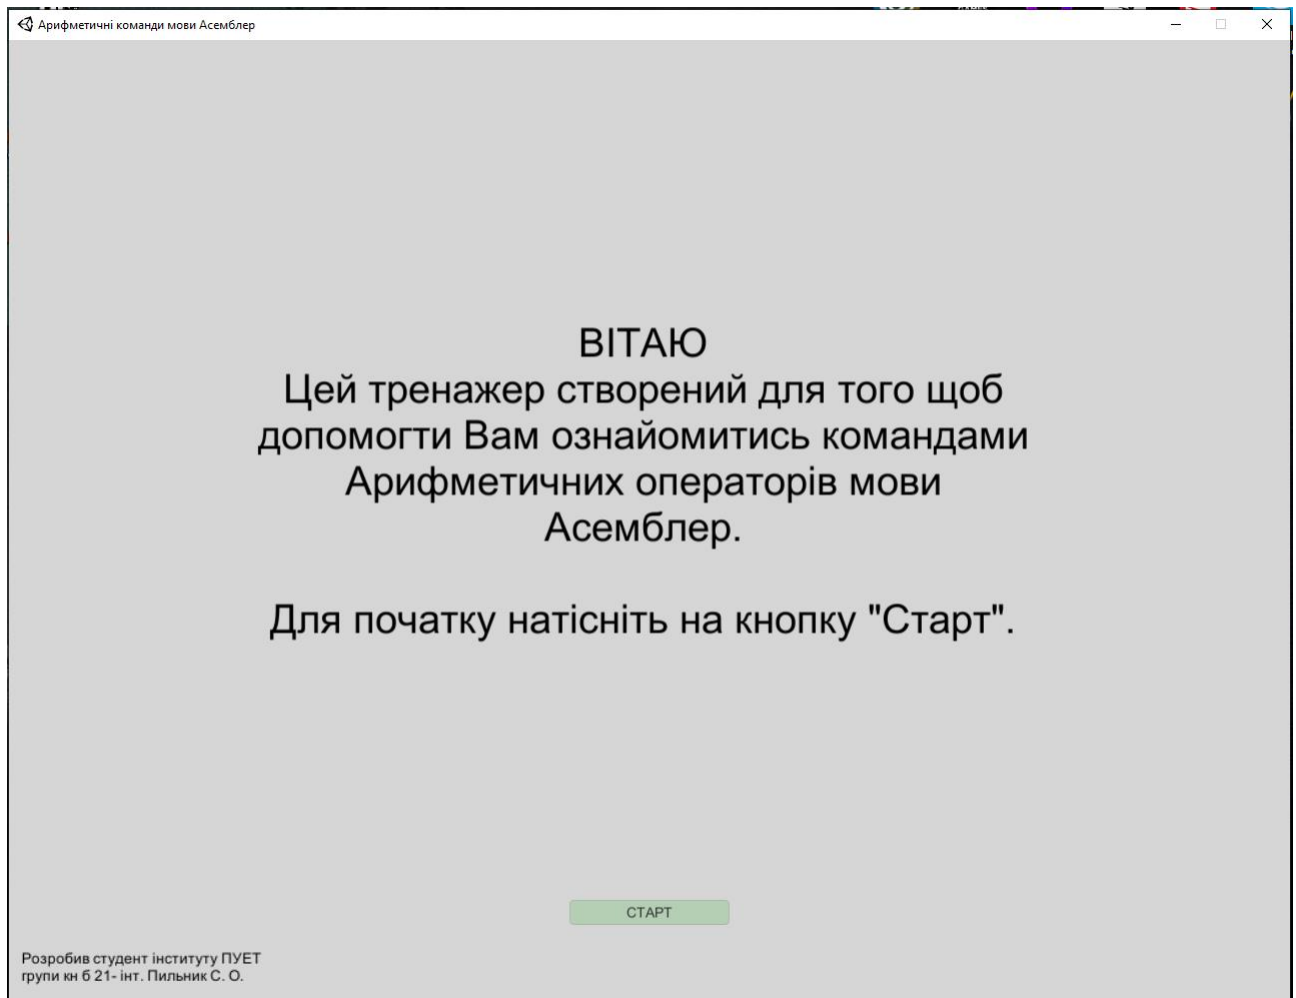 Арифметичні команди мови Асемблер
ВІТАЮ
Цей тренажер створений для того щоб
допомогти Вам ознайомитись командами
Арифметичних операторів мови
Асемблер.
Для початку натісніть на кнопку "Старт".
СТАРТ
Розробив студент інституту ПУЕТ
групи кн б 21- інт. Пильник С. О.